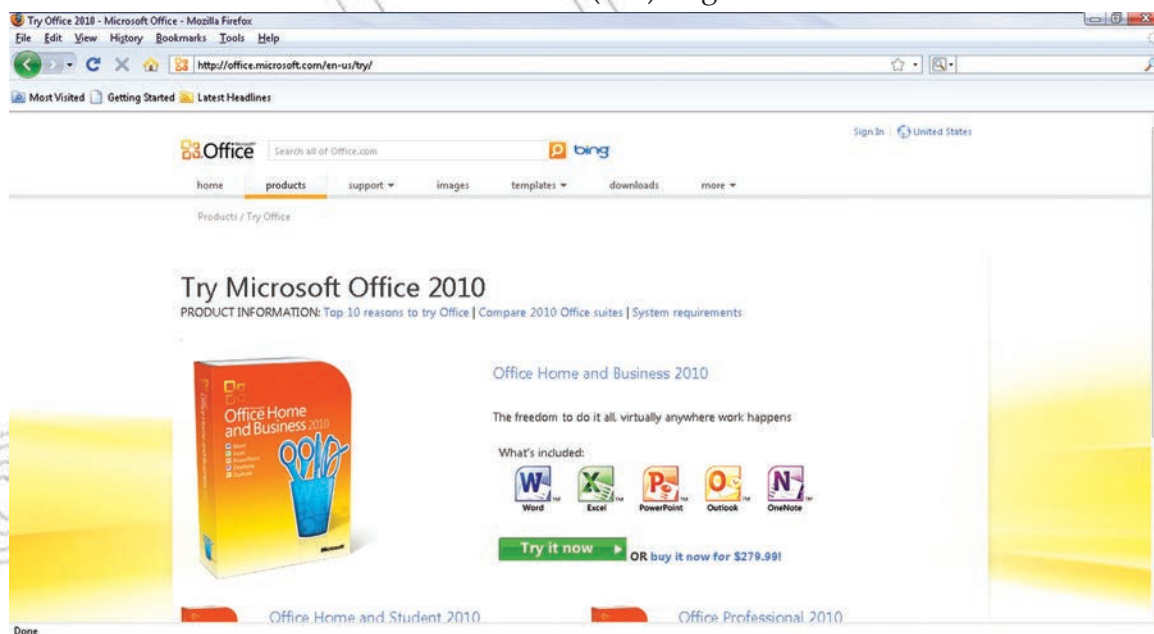 Try Office 2010 - Microsoft Office - Mozilla Firefox
File Edit View History Bookmarks Tools Help
http://office.microsoft.com/en-us/try/
Most Visited Getting Started Latest Headlines
Sign In United States
Office Search all of Office.com bing
home products support images templates downloads more
Products / Try Office
Try Microsoft Office 2010
PRODUCT INFORMATION: Top 10 reasons to try Office | Compare 2010 Office suites | System requirements
Office Home and Business 2010
The freedom to do it all, virtually anywhere work happens
What's included:
Word Excel PowerPoint Outlook OneNote
Try it now OR buy it now for $279.99!
Office Home
and Business 2010
Microsoft
Office Home and Student 2010 Office Professional 2010
Done